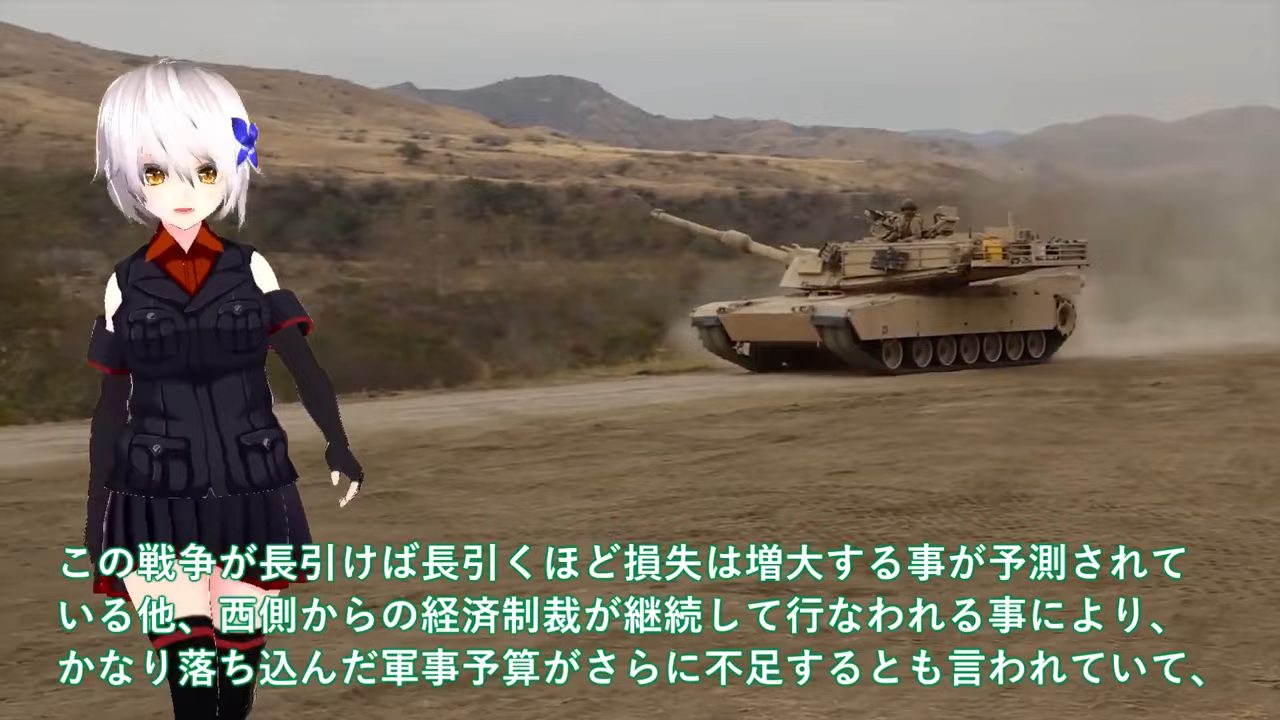 この戦争が長引けば長引くほど損失は増大する事が予測されて
いる他、西側からの経済制裁が継続して行なわれる事により、
かなり落ち込んだ軍事予算がさらに不足するとも言われていて、